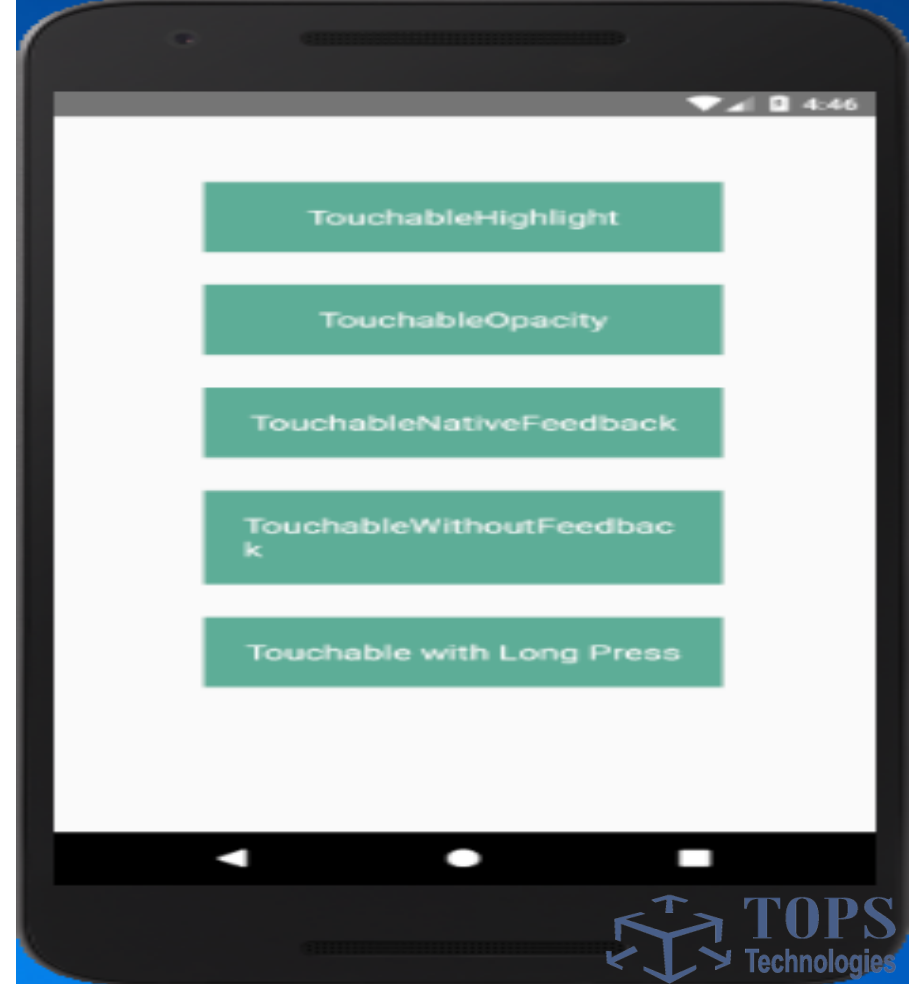 4:46
TouchableHighlight
TouchableOpacity
TouchableNativeFeedback
TouchableWithoutFeedbac
k
Touchable with Long Press
TOPS
Technologies